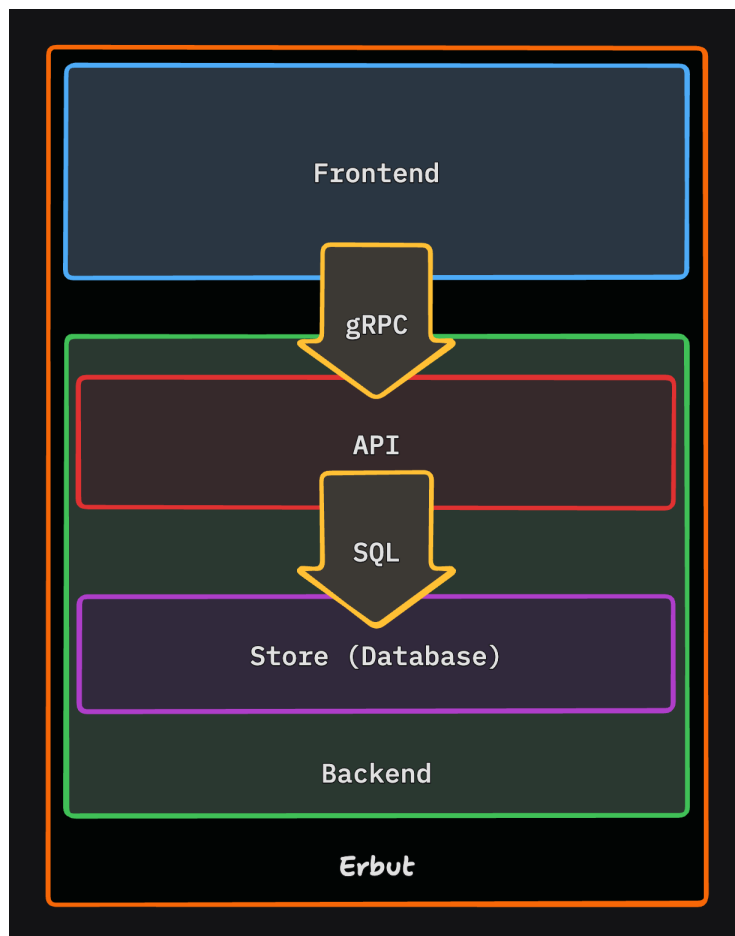 Frontend
gRPC
API
SQL
Store (Database)
Backend
Erbut